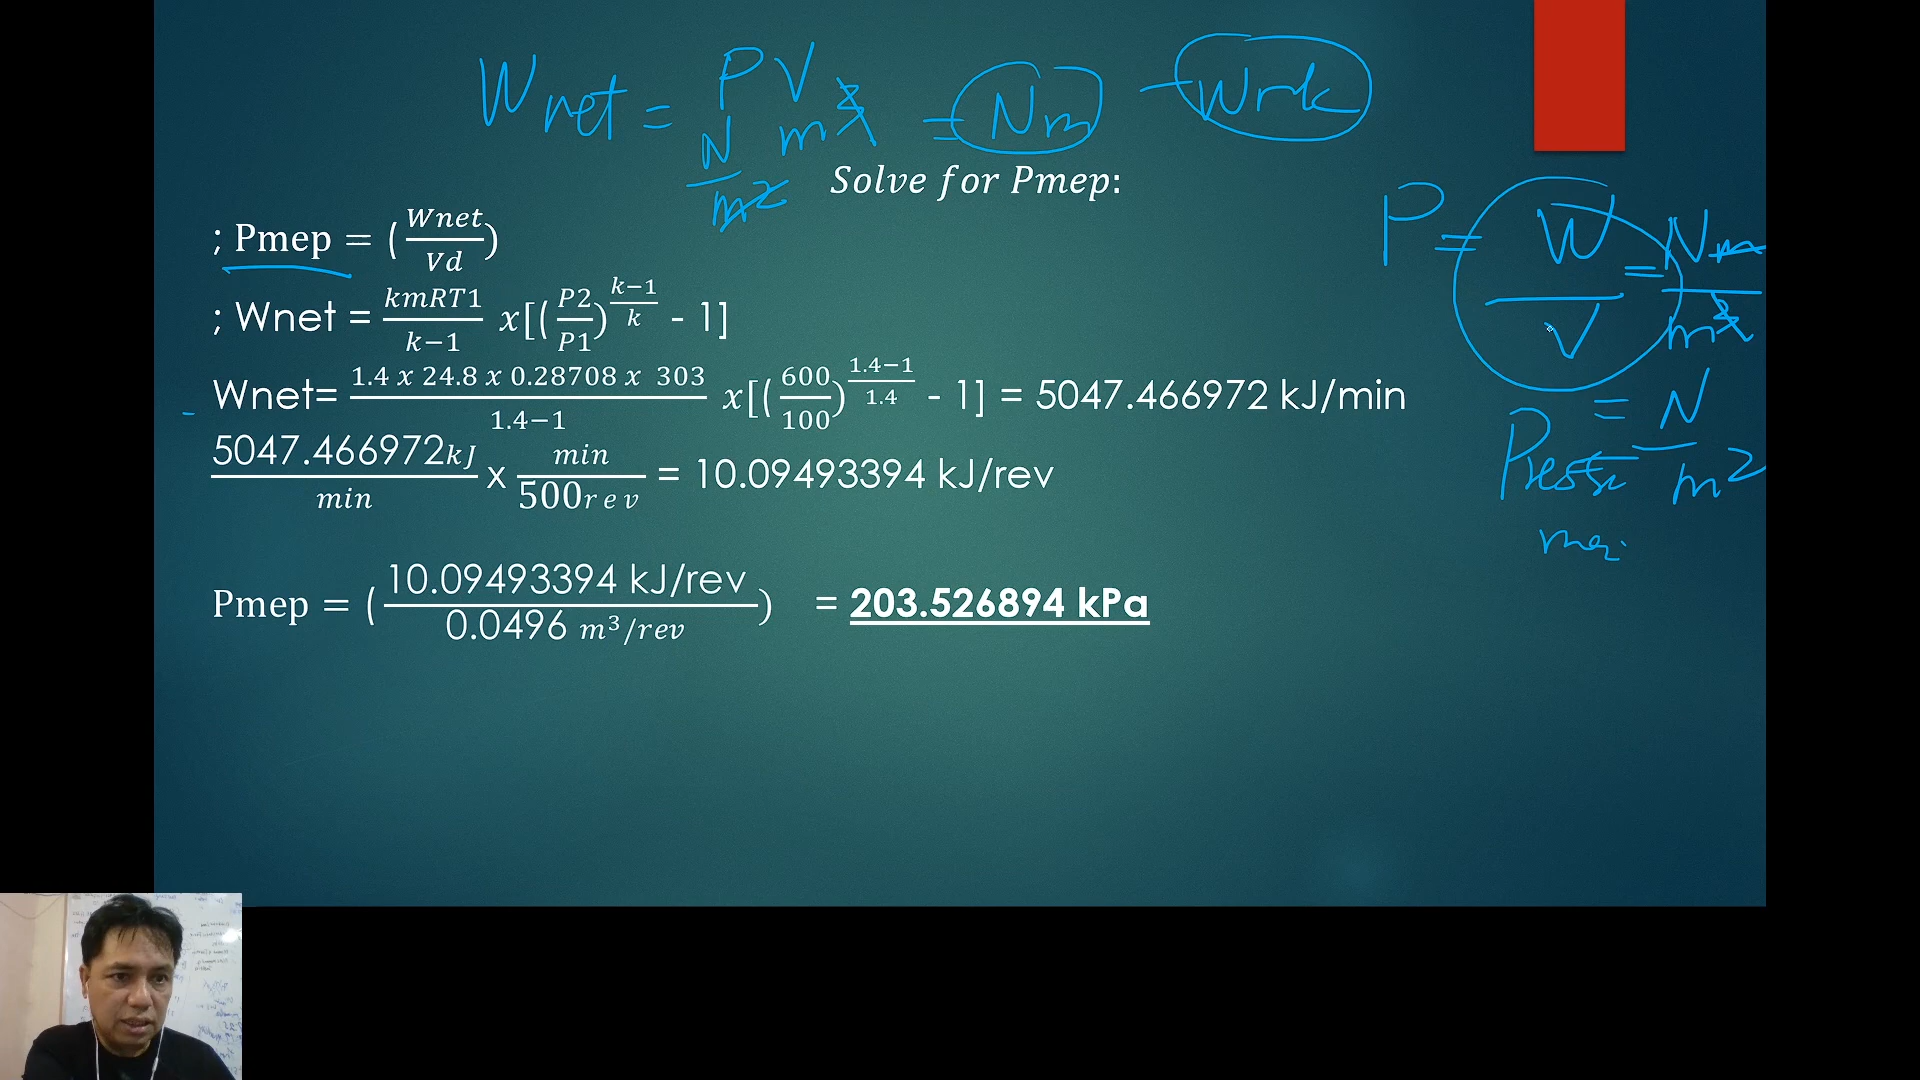 Wnet = PV = Nm - Work
N/m² m³
Solve for Pmep:
; Pmep = (Wnet/Vd)
P = W/V = Nm/m³
; Wnet = kmRT1/k−1 x[(P2/P1)^(k−1/k) - 1]
Wnet= 1.4 x 24.8 x 0.28708 x 303/1.4−1 x[(600/100)^(1.4−1/1.4) - 1] = 5047.466972 kJ/min
= N/m²
5047.466972kJ/min x min/500rev = 10.09493394 kJ/rev
Pmep = (10.09493394 kJ/rev/0.0496 m³/rev) = 203.526894 kPa